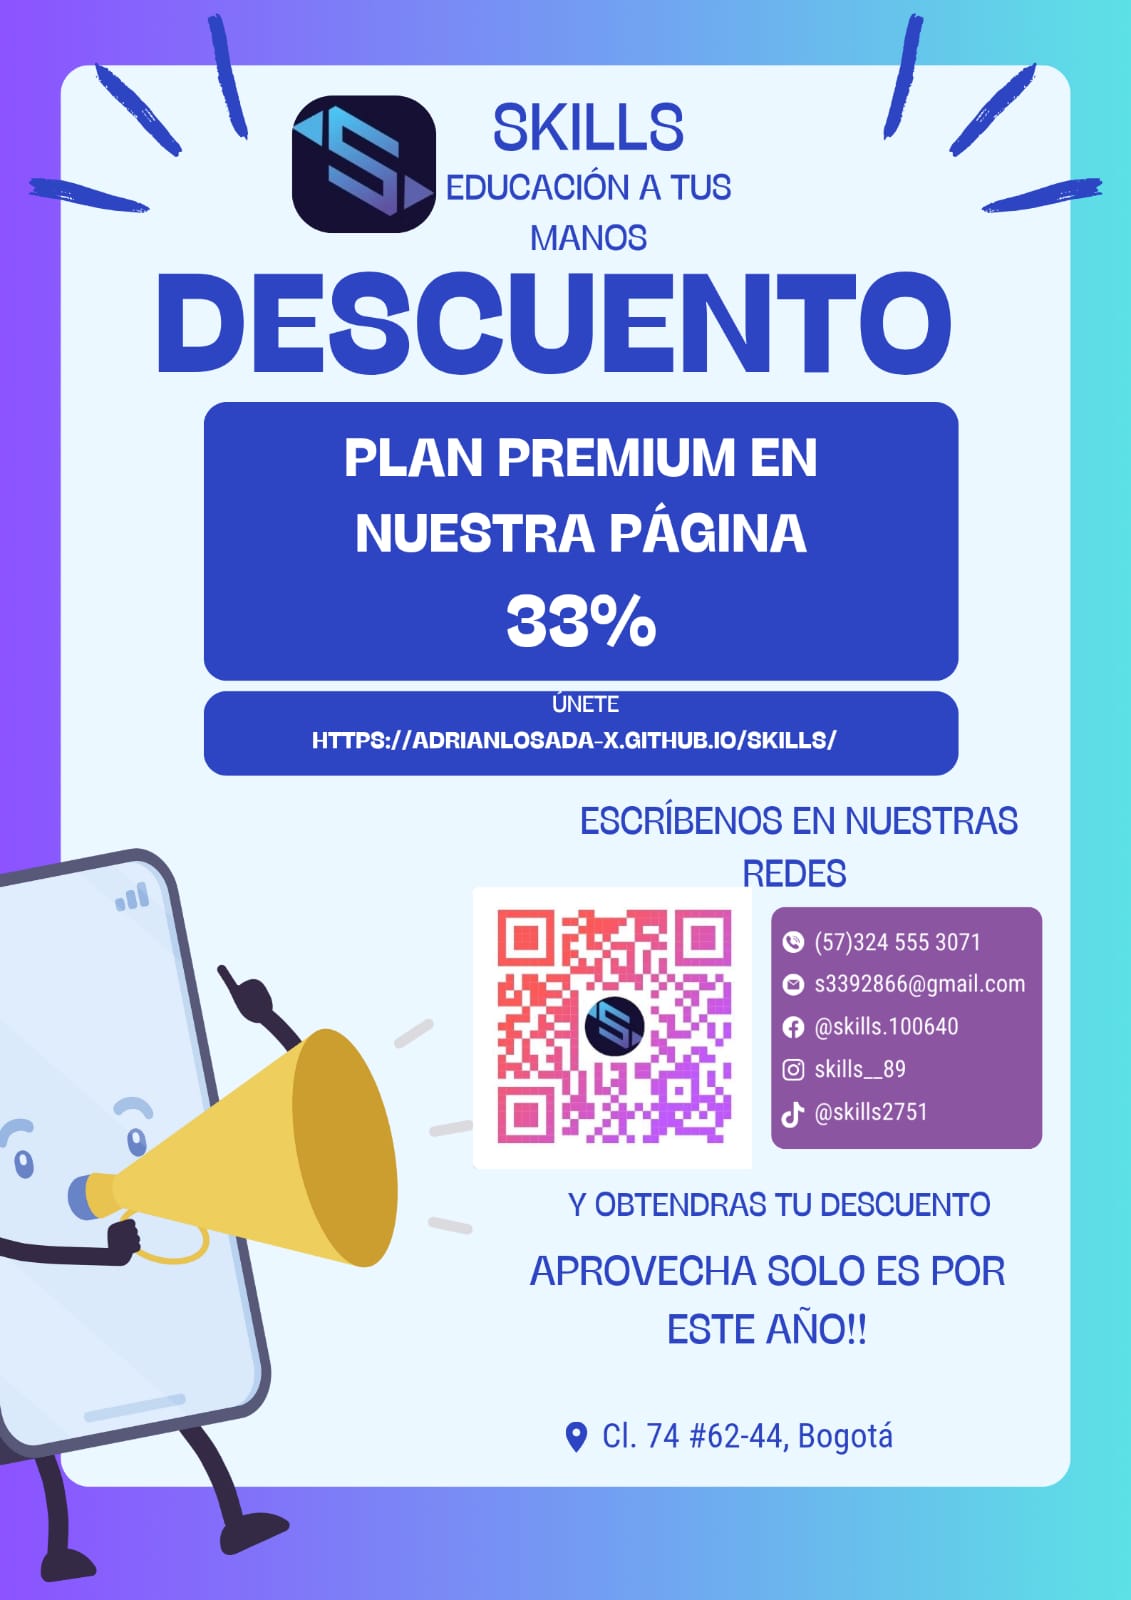 SKILLS
EDUCACIÓN A TUS
MANOS
DESCUENTO
PLAN PREMIUM EN
NUESTRA PÁGINA
33%
ÚNETE
HTTPS://ADRIANLOSADA-X.GITHUB.IO/SKILLS/
ESCRÍBENOS EN NUESTRAS
REDES
(57)324 555 3071
s3392866@gmail.com
@skills.100640
skills__89
@skills2751
Y OBTENDRAS TU DESCUENTO
APROVECHA SOLO ES POR
ESTE AÑO!!
Cl. 74 #62-44, Bogotá